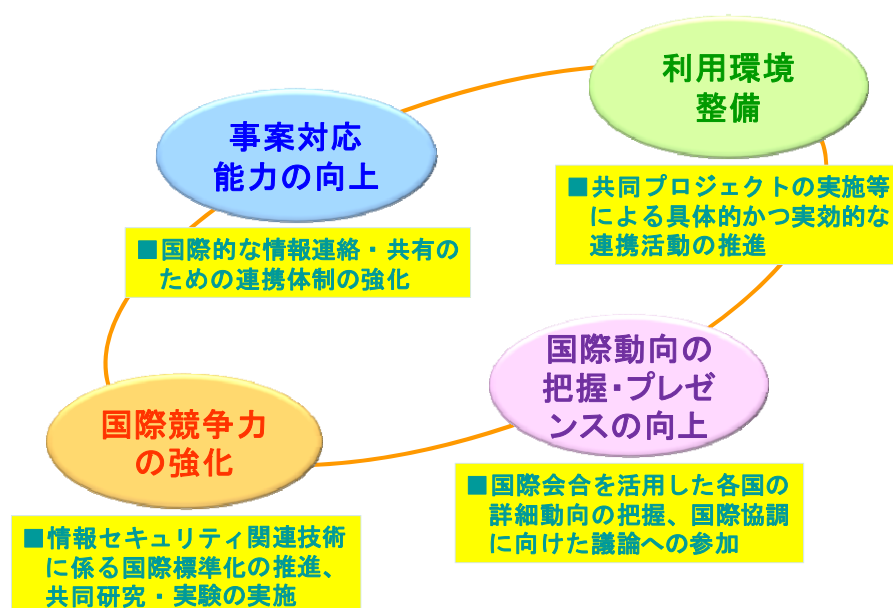 利用環境
整備
■共同プロジェクトの実施等
による具体的かつ実効的な
連携活動の推進
事案対応
能力の向上
■国際的な情報連絡・共有の
ための連携体制の強化
国際動向の
把握・プレゼ
ンスの向上
■国際会合を活用した各国の
詳細動向の把握、国際協調
に向けた議論への参加
国際競争力
の強化
■情報セキュリティ関連技術
に係る国際標準化の推進、
共同研究・実験の実施